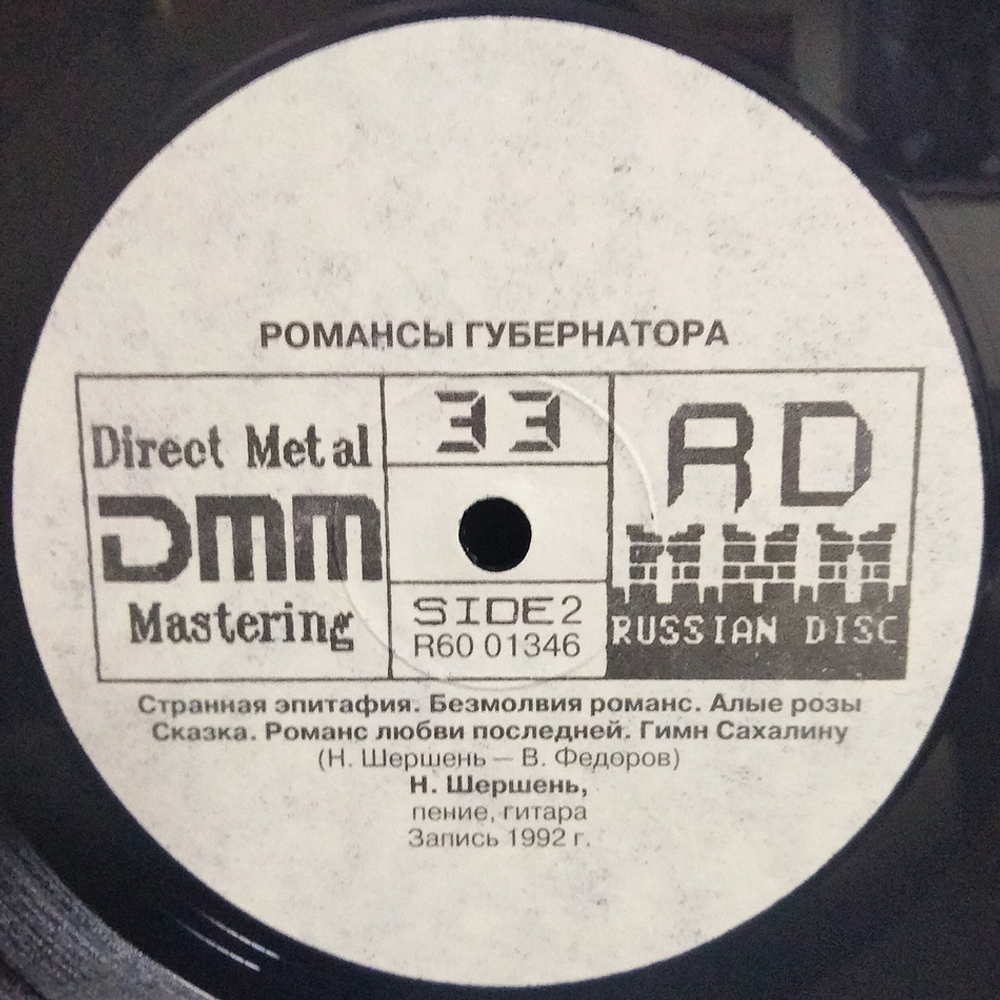 РОМАНСЫ ГУБЕРНАТОРА
Direct Metal
DMM
Mastering
33
SIDE 2
R60 01346
RD
RUSSIAN DISC
Странная эпитафия. Безмолвия романс. Алые розы
Сказка. Романс любви последней. Гимн Сахалину
(Н. Шершень — В. Федоров)
Н. Шершень,
пение, гитара
Запись 1992 г.